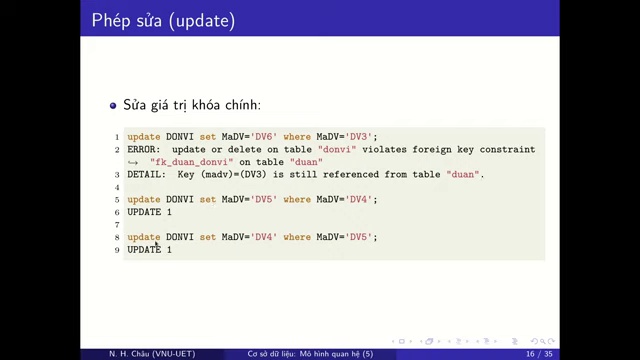 Phép sửa (update)
Sửa giá trị khóa chính:
1 update DONVI set MaDV='DV6' where MaDV='DV3';
2 ERROR: update or delete on table "donvi" violates foreign key constraint
↪ "fk_duan_donvi" on table "duan"
3 DETAIL: Key (madv)=(DV3) is still referenced from table "duan".
4
5 update DONVI set MaDV='DV5' where MaDV='DV4';
6 UPDATE 1
7
8 update DONVI set MaDV='DV4' where MaDV='DV5';
9 UPDATE 1
N. H. Châu (VNU-UET) Cơ sở dữ liệu: Mô hình quan hệ (5) 16 / 35